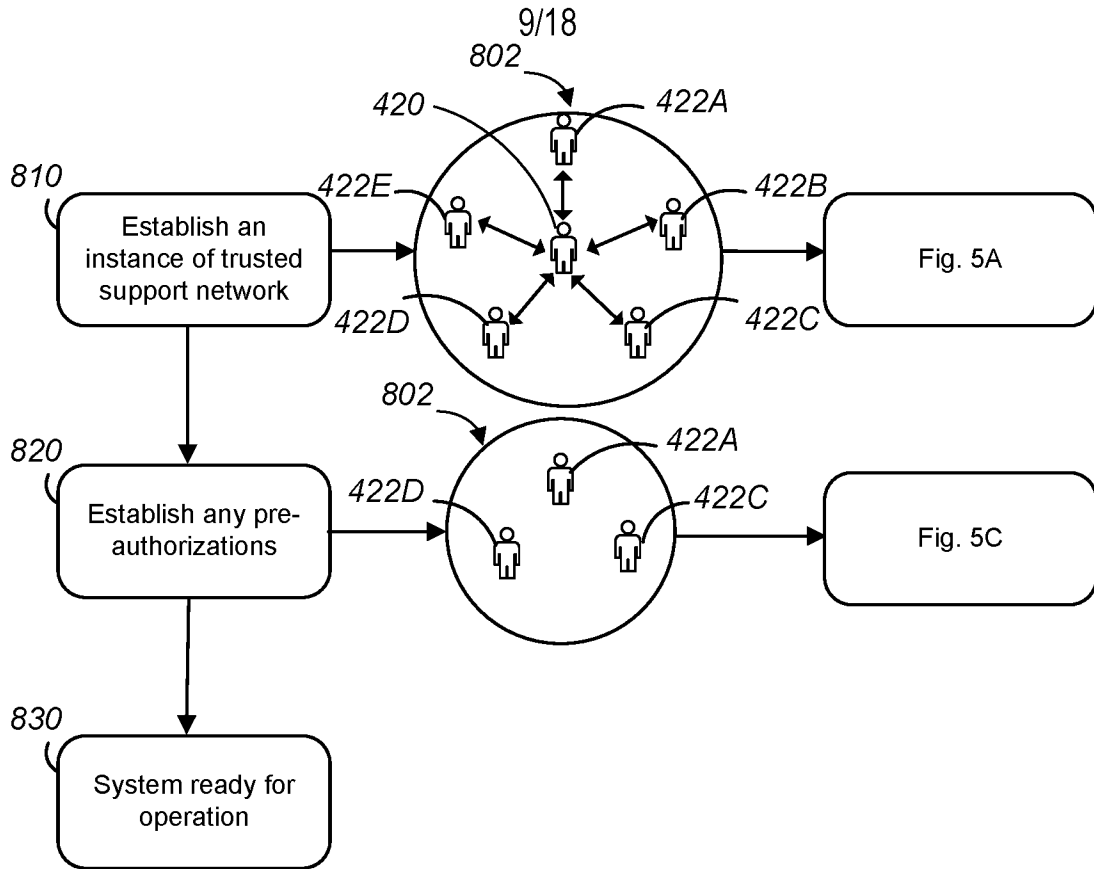 9/18
802
420
422A
810
422E
422B
Establish an
instance of trusted
support network
Fig. 5A
422D
422C
802
820
422A
422D
422C
Establish any pre-
authorizations
Fig. 5C
830
System ready for
operation